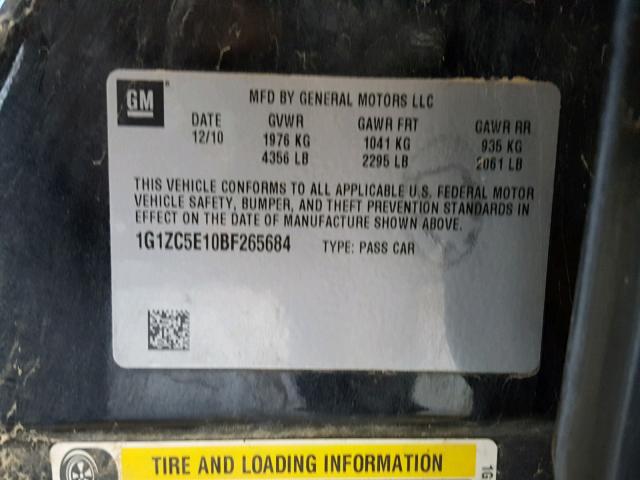 GM
MFD BY GENERAL MOTORS LLC
DATE GVWR GAWR FRT GAWR RR
12/10 1976 KG 1041 KG 935 KG
4356 LB 2295 LB 2061 LB
THIS VEHICLE CONFORMS TO ALL APPLICABLE U.S. FEDERAL MOTOR
VEHICLE SAFETY, BUMPER, AND THEFT PREVENTION STANDARDS IN
EFFECT ON THE DATE OF MANUFACTURE SHOWN ABOVE.
1G1ZC5E10BF265684 TYPE: PASS CAR
TIRE AND LOADING INFORMATION
1G